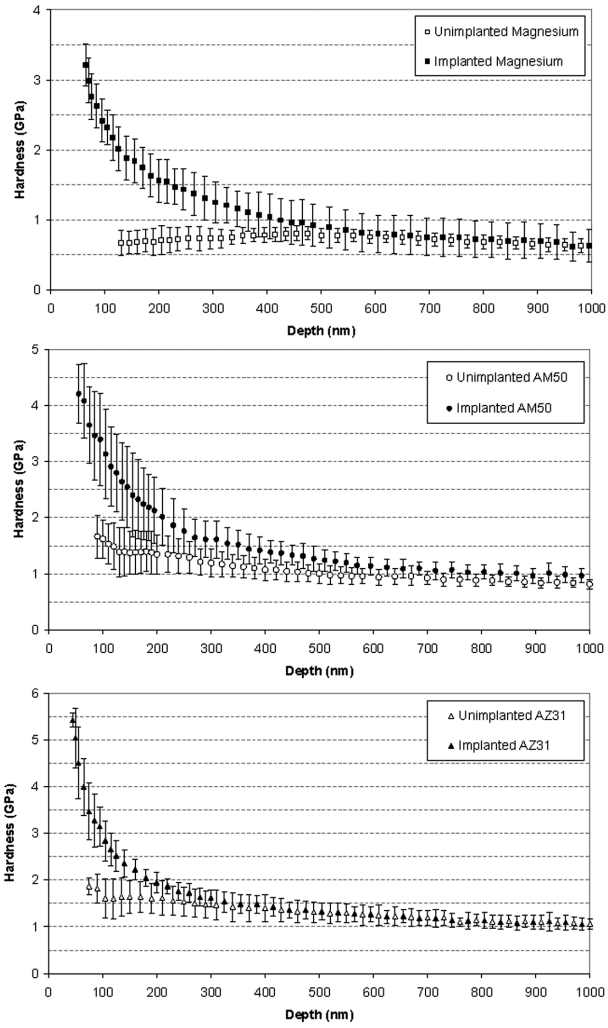 4
3
2
1
0
Hardness (GPa)
Unimplanted Magnesium
Implanted Magnesium
0 100 200 300 400 500 600 700 800 900 1000
Depth (nm)
5
4
3
2
1
0
Hardness (GPa)
Unimplanted AM50
Implanted AM50
0 100 200 300 400 500 600 700 800 900 1000
Depth (nm)
6
5
4
3
2
1
0
Hardness (GPa)
Unimplanted AZ31
Implanted AZ31
0 100 200 300 400 500 600 700 800 900 1000
Depth (nm)